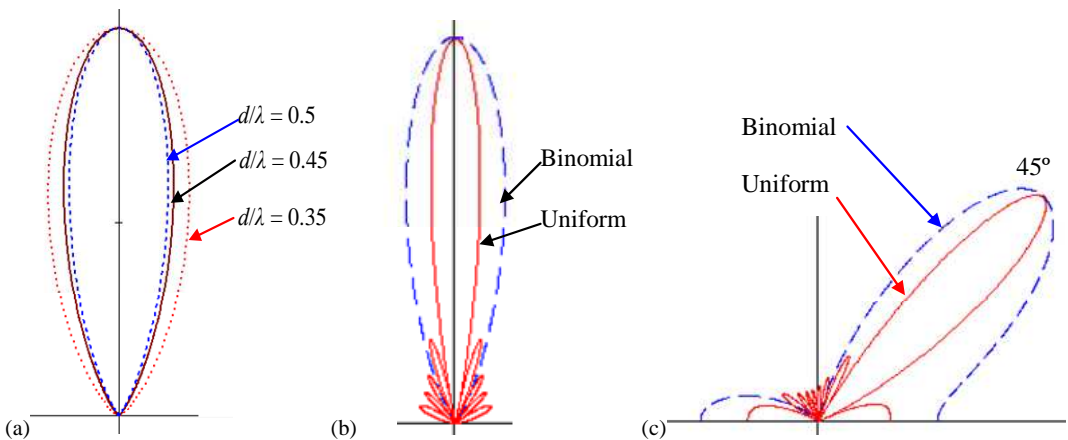 d/λ = 0.5
d/λ = 0.45
d/λ = 0.35
(a)
Binomial
Uniform
(b)
Binomial
Uniform
45º
(c)